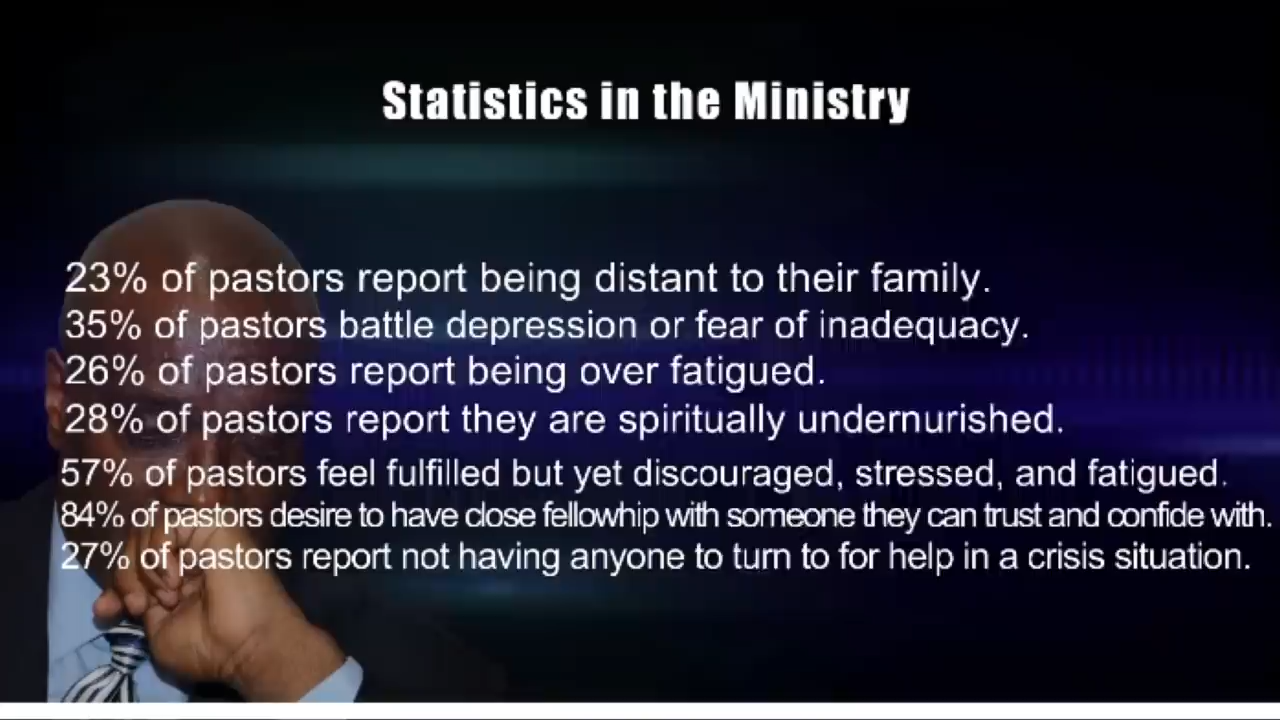 Statistics in the Ministry
23% of pastors report being distant to their family.
35% of pastors battle depression or fear of inadequacy.
26% of pastors report being over fatigued.
28% of pastors report they are spiritually undernurished.
57% of pastors feel fulfilled but yet discouraged, stressed, and fatigued.
84% of pastors desire to have close fellowhip with someone they can trust and confide with.
27% of pastors report not having anyone to turn to for help in a crisis situation.